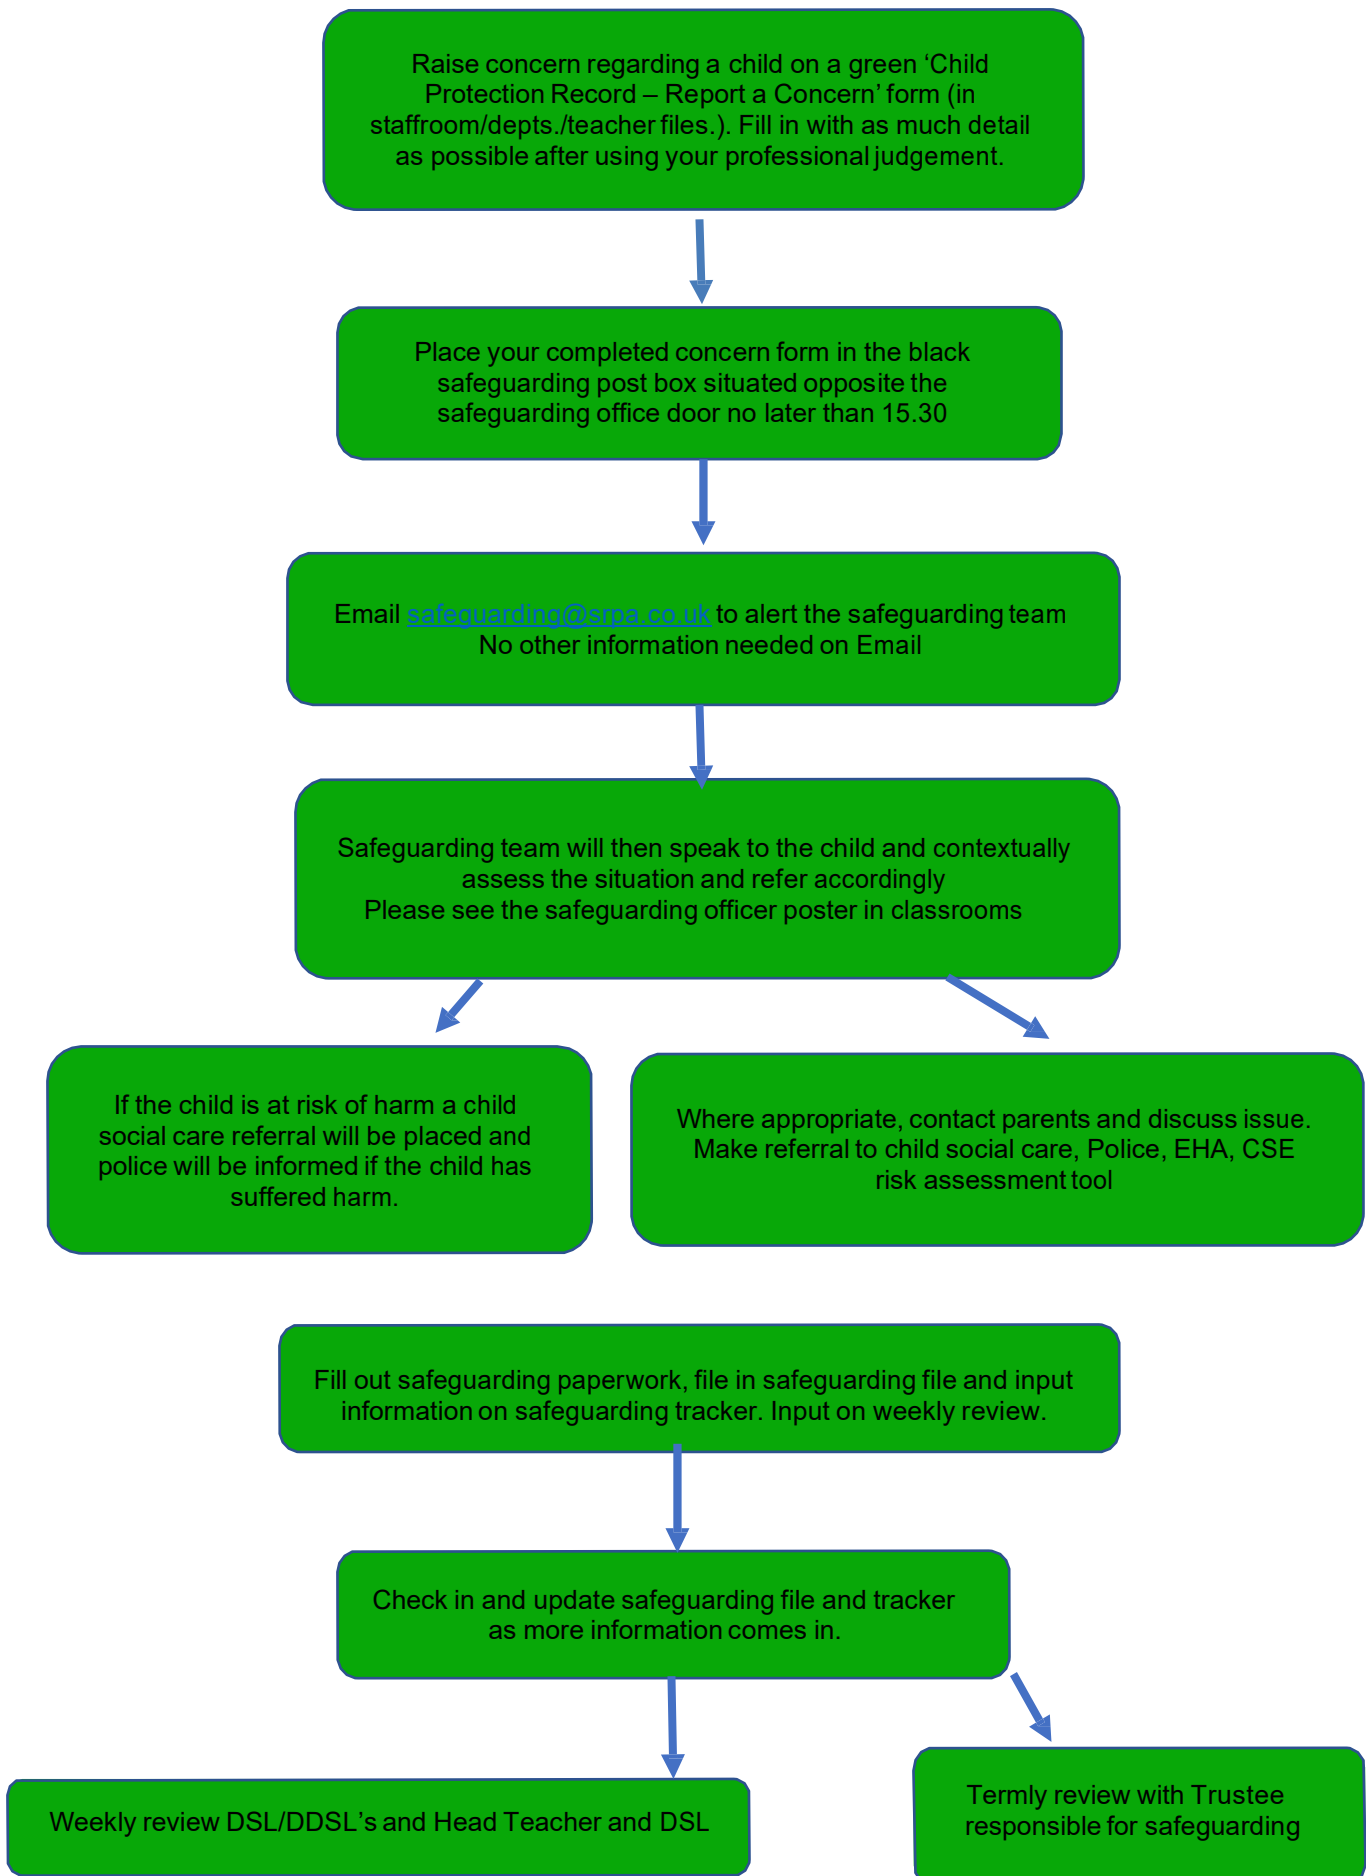 Raise concern regarding a child on a green ‘Child
Protection Record – Report a Concern’ form (in
staffroom/depts./teacher files.). Fill in with as much detail
as possible after using your professional judgement.
Place your completed concern form in the black
safeguarding post box situated opposite the
safeguarding office door no later than 15.30
Email safeguarding@srpa.co.uk to alert the safeguarding team
No other information needed on Email
Safeguarding team will then speak to the child and contextually
assess the situation and refer accordingly
Please see the safeguarding officer poster in classrooms
If the child is at risk of harm a child
social care referral will be placed and
police will be informed if the child has
suffered harm.
Where appropriate, contact parents and discuss issue.
Make referral to child social care, Police, EHA, CSE
risk assessment tool
Fill out safeguarding paperwork, file in safeguarding file and input
information on safeguarding tracker. Input on weekly review.
Check in and update safeguarding file and tracker
as more information comes in.
Weekly review DSL/DDSL’s and Head Teacher and DSL
Termly review with Trustee
responsible for safeguarding